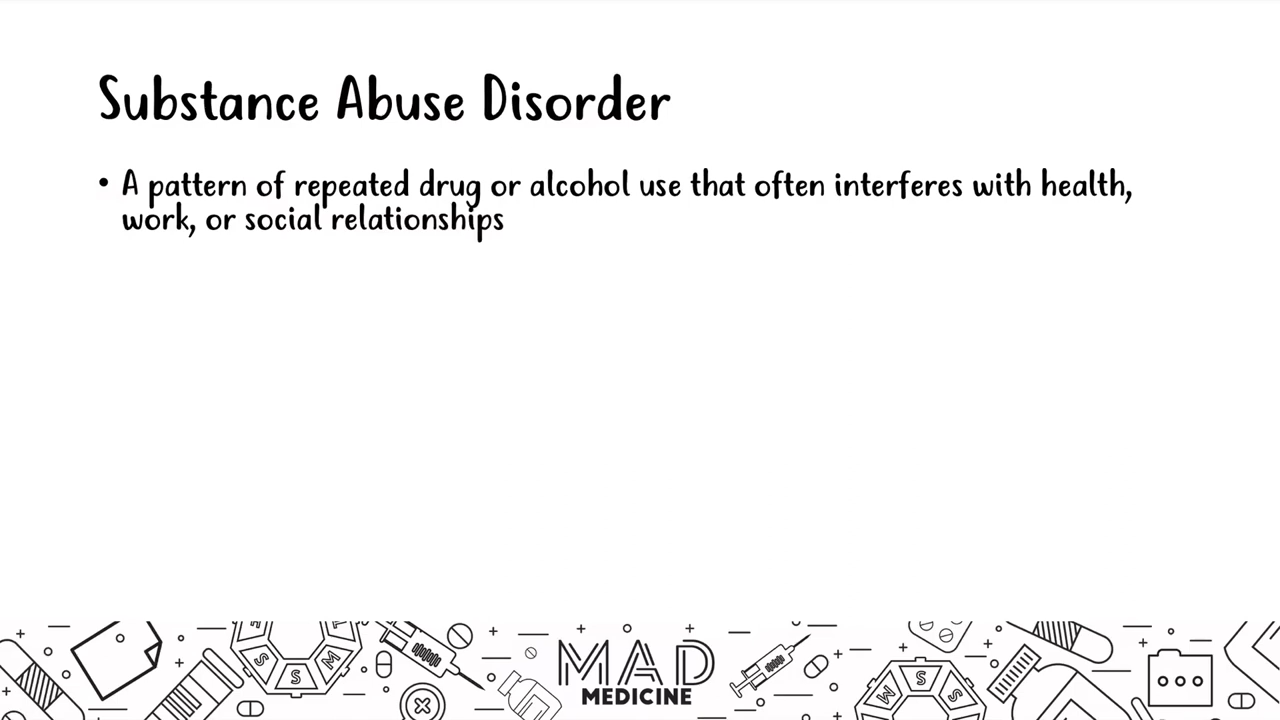 Substance Abuse Disorder
• A pattern of repeated drug or alcohol use that often interferes with health,
work, or social relationships
S S M
M S S
MAD
MEDICINE